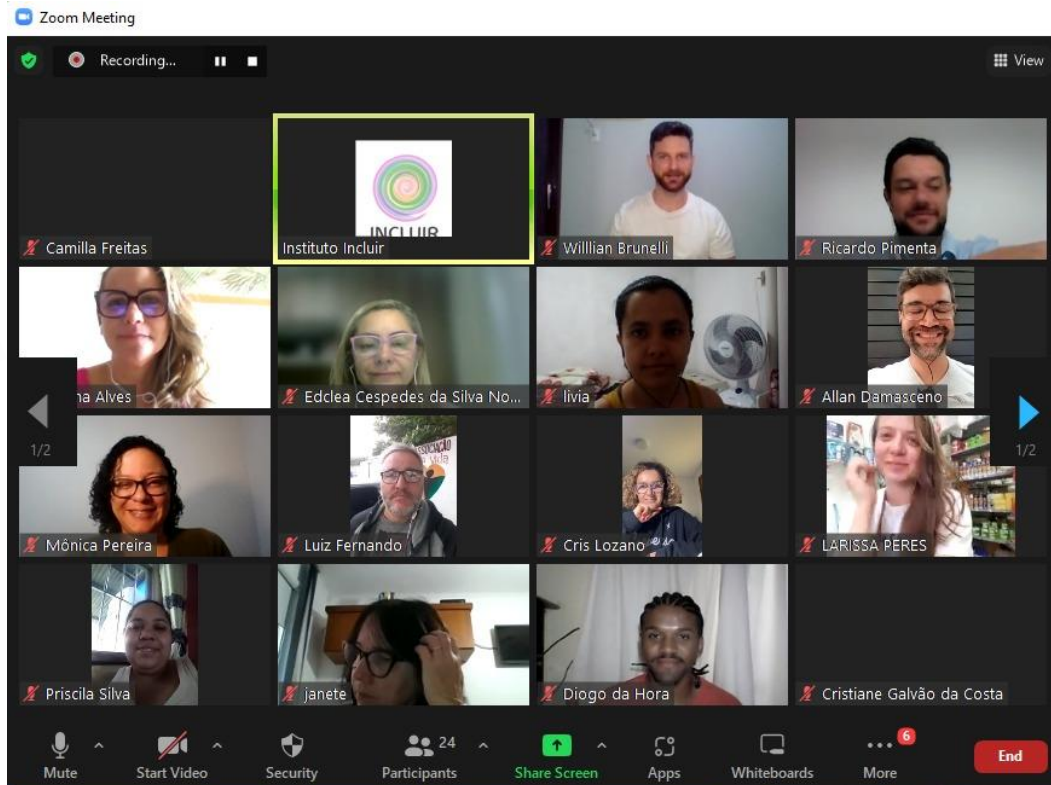 Zoom Meeting
Recording...
View
Camilla Freitas
INCLUIR
Instituto Incluir
Willlian Brunelli
Ricardo Pimenta
na Alves
Edclea Cespedes da Silva No...
livia
Allan Damasceno
1/2
1/2
Mônica Pereira
Luiz Fernando
Cris Lozano
LARISSA PERES
Priscila Silva
janete
Diogo da Hora
Cristiane Galvão da Costa
Mute
Start Video
Security
24
Participants
Share Screen
Apps
Whiteboards
6
More
End